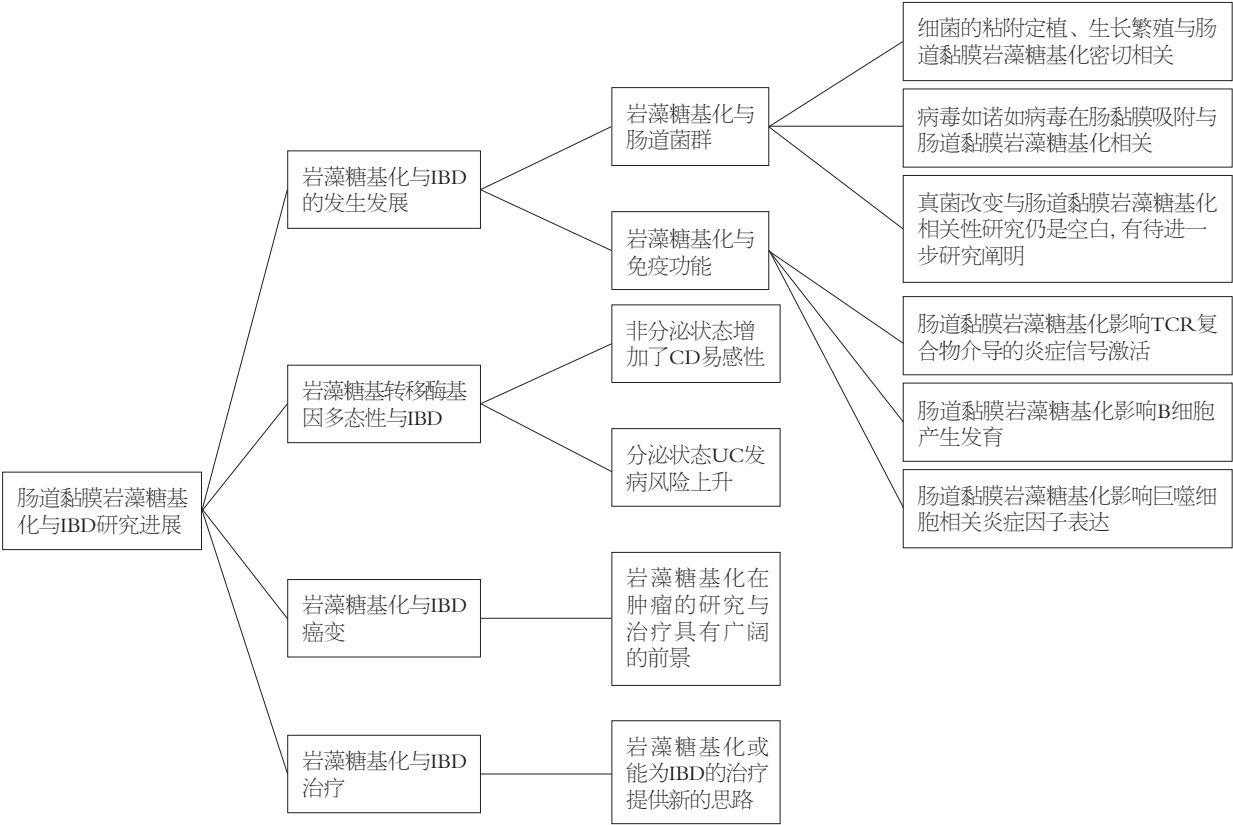 肠道黏膜岩藻糖基
化与IBD研究进展
岩藻糖基化与IBD
的发生发展
岩藻糖基化与
肠道菌群
细菌的粘附定植、生长繁殖与肠
道黏膜岩藻糖基化密切相关
病毒如诺如病毒在肠黏膜吸附与
肠道黏膜岩藻糖基化相关
真菌改变与肠道黏膜岩藻糖基化
相关性研究仍是空白, 有待进一
步研究阐明
岩藻糖基化与
免疫功能
肠道黏膜岩藻糖基化影响TCR复
合物介导的炎症信号激活
肠道黏膜岩藻糖基化影响B细胞
产生发育
肠道黏膜岩藻糖基化影响巨噬细
胞相关炎症因子表达
岩藻糖基转移酶基
因多态性与IBD
非分泌状态增
加了CD易感性
分泌状态UC发
病风险上升
岩藻糖基化与IBD
癌变
岩藻糖基化在
肿瘤的研究与
治疗具有广阔
的前景
岩藻糖基化与IBD
治疗
岩藻糖基化或
能为IBD的治疗
提供新的思路